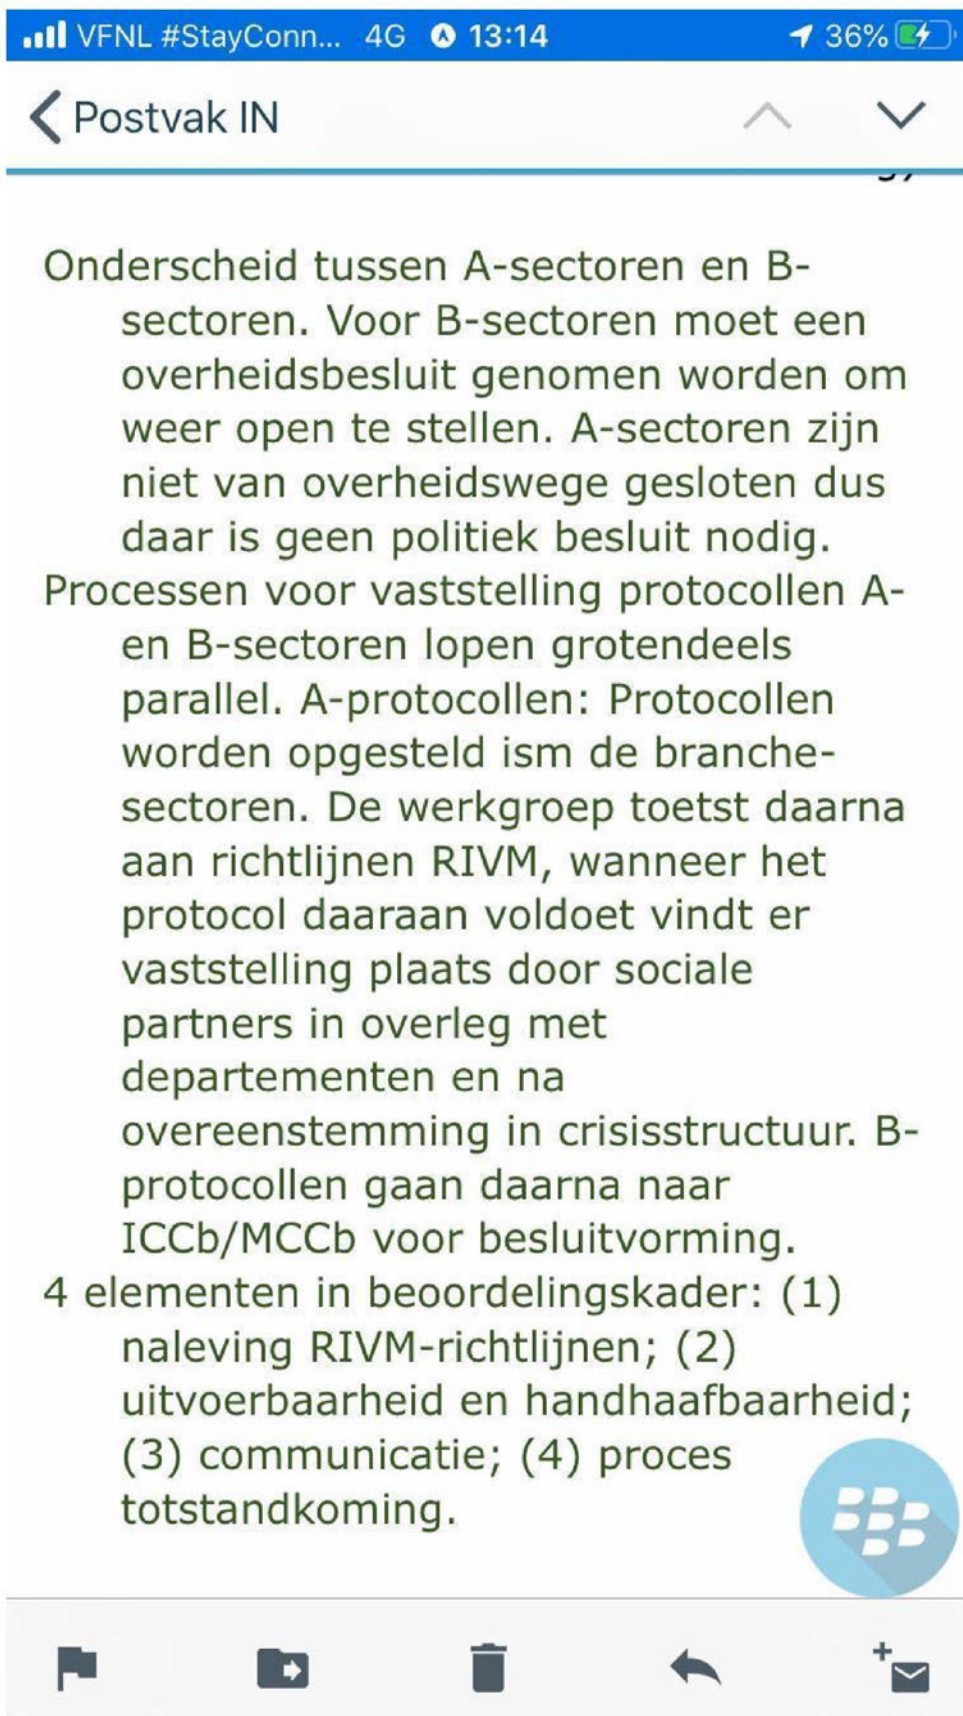 VFNL #StayConn... 4G 13:14 36%
Postvak IN
Onderscheid tussen A-sectoren en B-
sectoren. Voor B-sectoren moet een
overheidsbesluit genomen worden om
weer open te stellen. A-sectoren zijn
niet van overheidswege gesloten dus
daar is geen politiek besluit nodig.
Processen voor vaststelling protocollen A-
en B-sectoren lopen grotendeels
parallel. A-protocollen: Protocollen
worden opgesteld ism de branche-
sectoren. De werkgroep toetst daarna
aan richtlijnen RIVM, wanneer het
protocol daaraan voldoet vindt er
vaststelling plaats door sociale
partners in overleg met
departementen en na
overeenstemming in crisisstructuur. B-
protocollen gaan daarna naar
ICCb/MCCb voor besluitvorming.
4 elementen in beoordelingskader: (1)
naleving RIVM-richtlijnen; (2)
uitvoerbaarheid en handhaafbaarheid;
(3) communicatie; (4) proces
totstandkoming.